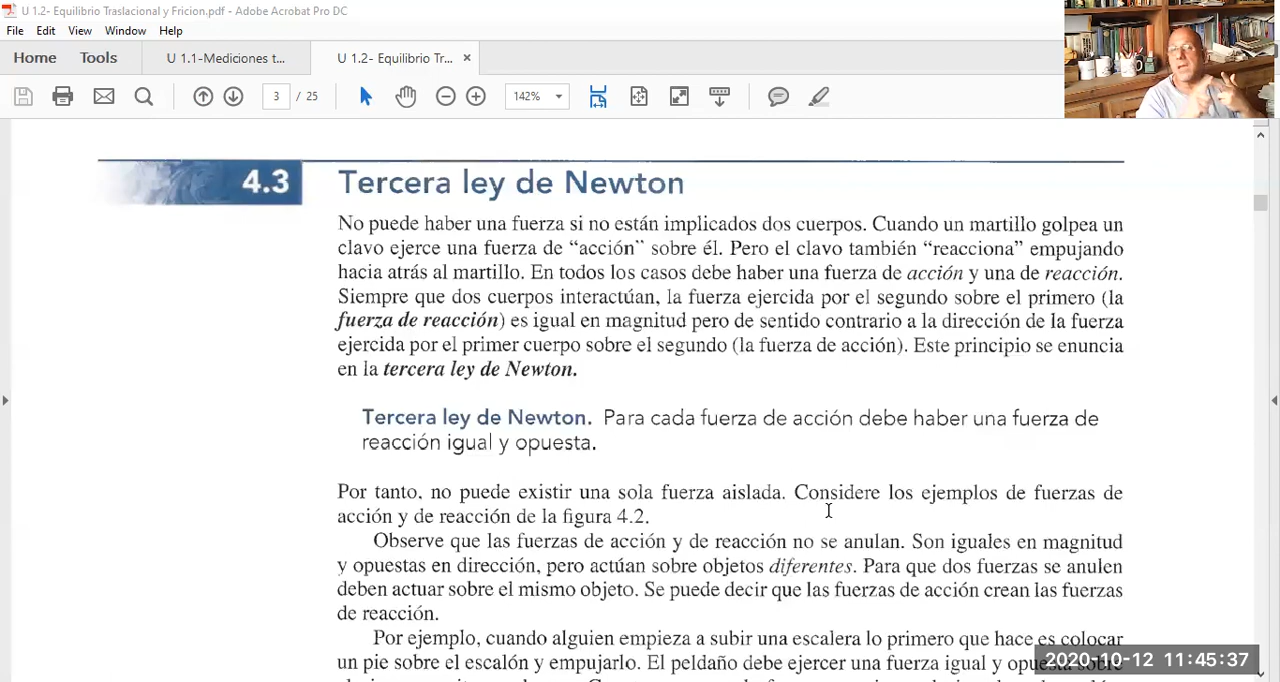 U 1.2- Equilibrio Traslacional y Friccion.pdf - Adobe Acrobat Pro DC
File Edit View Window Help
Home Tools U 1.1-Mediciones t... U 1.2- Equilibrio Tr... ×
3 / 25 142%
4.3 Tercera ley de Newton
No puede haber una fuerza si no están implicados dos cuerpos. Cuando un martillo golpea un
clavo ejerce una fuerza de “acción” sobre él. Pero el clavo también “reacciona” empujando
hacia atrás al martillo. En todos los casos debe haber una fuerza de acción y una de reacción.
Siempre que dos cuerpos interactúan, la fuerza ejercida por el segundo sobre el primero (la
fuerza de reacción) es igual en magnitud pero de sentido contrario a la dirección de la fuerza
ejercida por el primer cuerpo sobre el segundo (la fuerza de acción). Este principio se enuncia
en la tercera ley de Newton.
Tercera ley de Newton. Para cada fuerza de acción debe haber una fuerza de
reacción igual y opuesta.
Por tanto, no puede existir una sola fuerza aislada. Considere los ejemplos de fuerzas de
acción y de reacción de la figura 4.2.
Observe que las fuerzas de acción y de reacción no se anulan. Son iguales en magnitud
y opuestas en dirección, pero actúan sobre objetos diferentes. Para que dos fuerzas se anulen
deben actuar sobre el mismo objeto. Se puede decir que las fuerzas de acción crean las fuerzas
de reacción.
Por ejemplo, cuando alguien empieza a subir una escalera lo primero que hace es colocar
un pie sobre el escalón y empujarlo. El peldaño debe ejercer una fuerza igual y opuesta sobre
2020-10-12 11:45:37